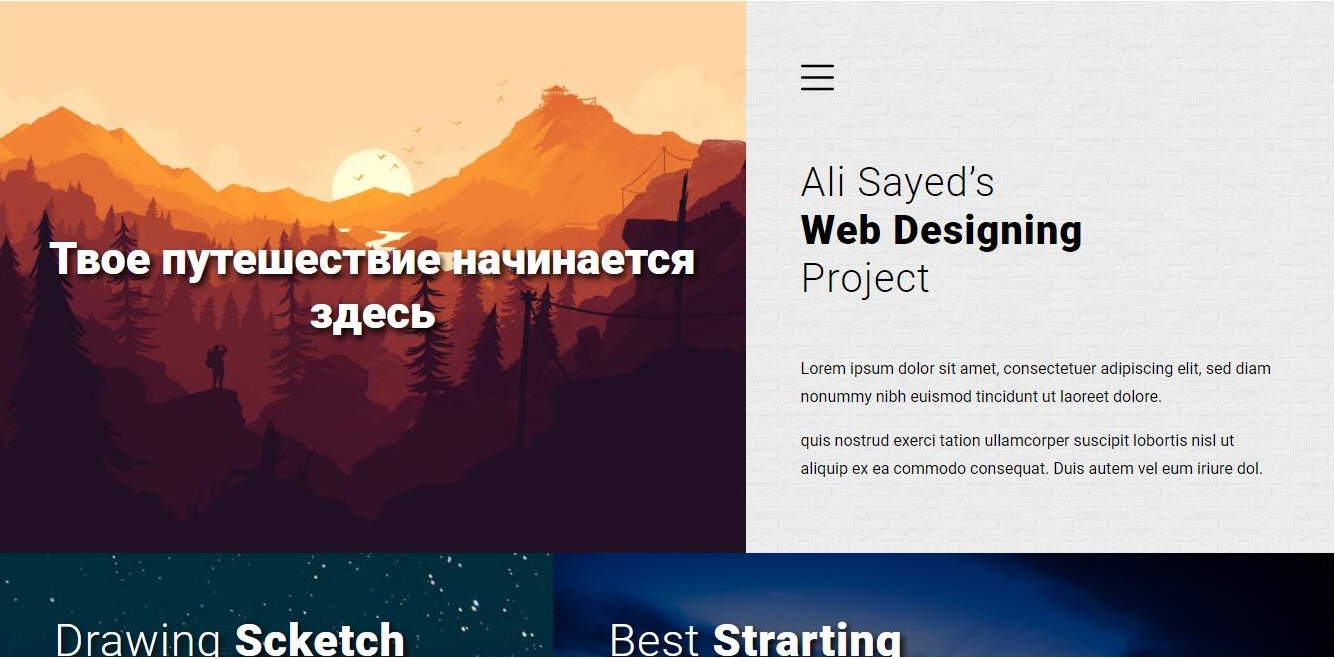 Твое путешествие начинается
здесь
Ali Sayed’s
Web Designing
Project
Lorem ipsum dolor sit amet, consectetuer adipiscing elit, sed diam
nonummy nibh euismod tincidunt ut laoreet dolore.
quis nostrud exerci tation ullamcorper suscipit lobortis nisl ut
aliquip ex ea commodo consequat. Duis autem vel eum iriure dol.
Drawing Scketch
Best Strarting